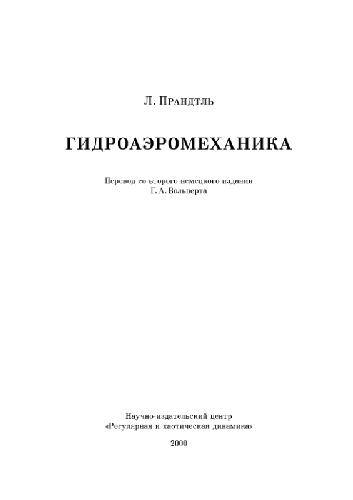 Л. Прандтль
ГИДРОАЭРОМЕХАНИКА
Перевод со второго немецкого издания
Г. А. Вольперта
Научно-издательский центр
«Регулярная и хаотическая динамика»
2000